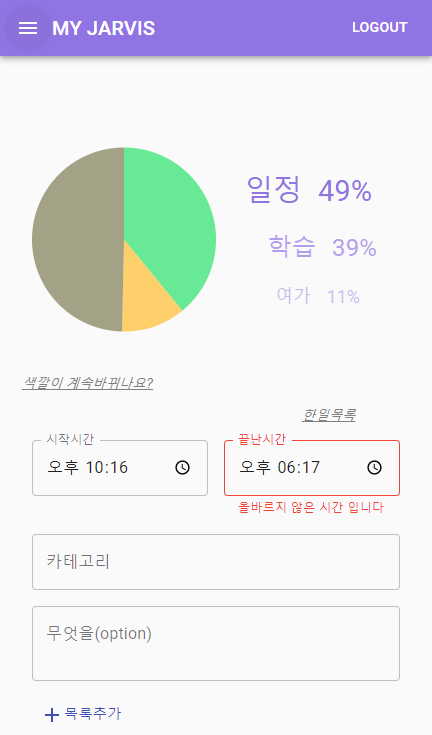 MY JARVIS
LOGOUT
일정 49%
학습 39%
여가 11%
색깔이 계속바뀌나요?
한일목록
시작시간
오후 10:16
끝난시간
오후 06:17
올바르지 않은 시간 입니다
카테고리
무엇을(option)
목록추가